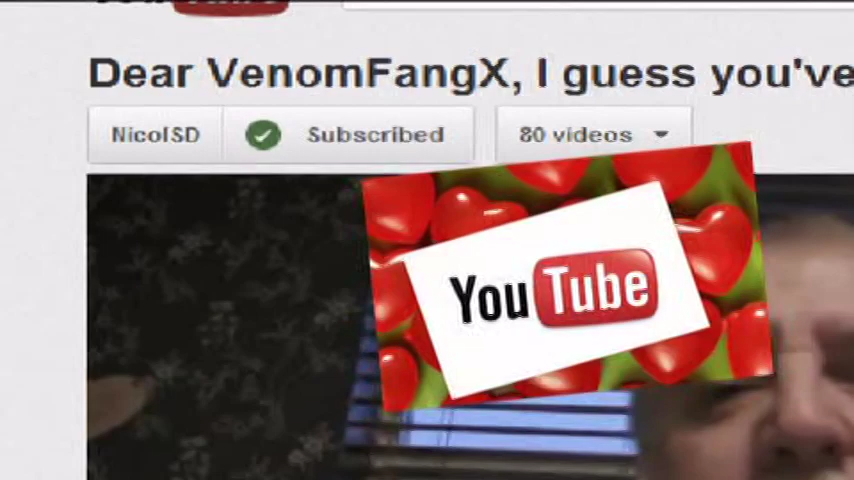 Dear VenomFangX, I guess you've
NicolSD
Subscribed
80 videos
YouTube